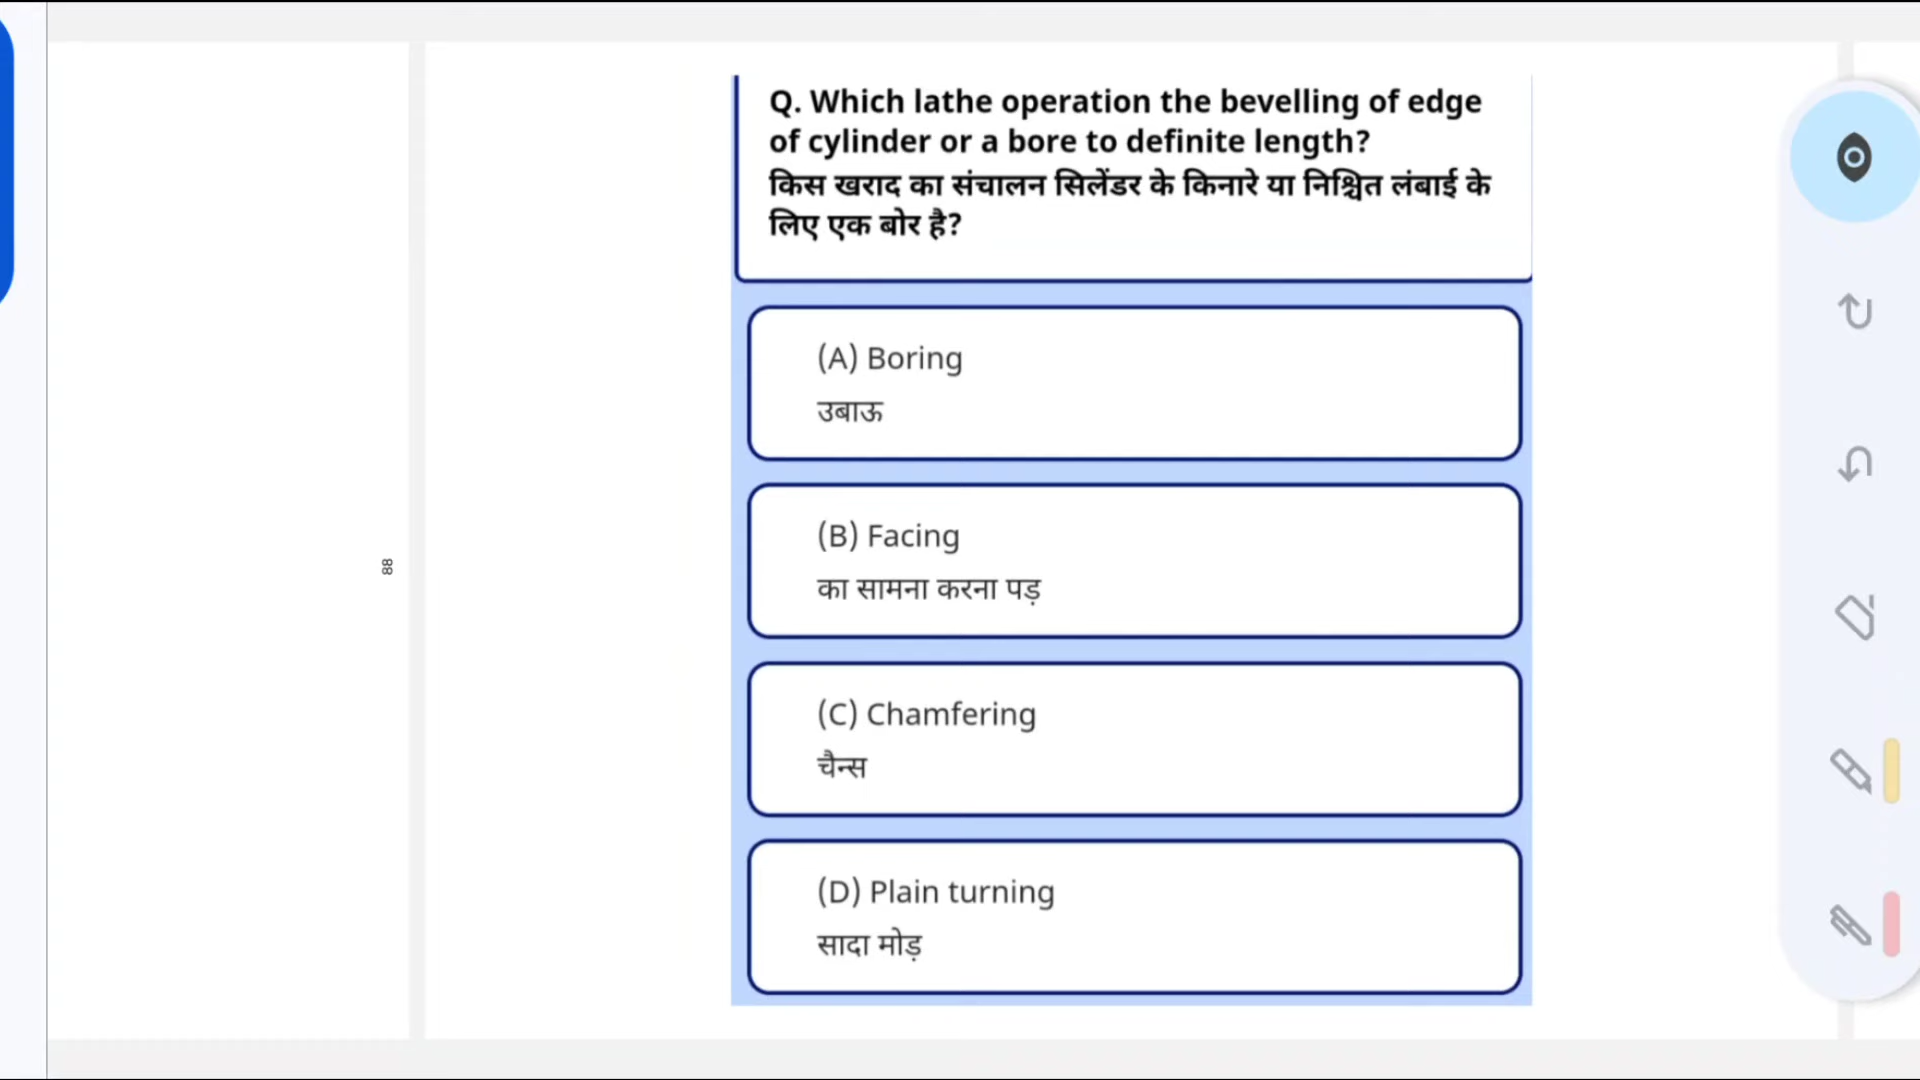 Q. Which lathe operation the bevelling of edge
of cylinder or a bore to definite length?
किस खराद का संचालन सिलेंडर के किनारे या निश्चित लंबाई के
लिए एक बोर है?
(A) Boring
उबाऊ
(B) Facing
का सामना करना पड़
(C) Chamfering
चैन्स
(D) Plain turning
सादा मोड़
88